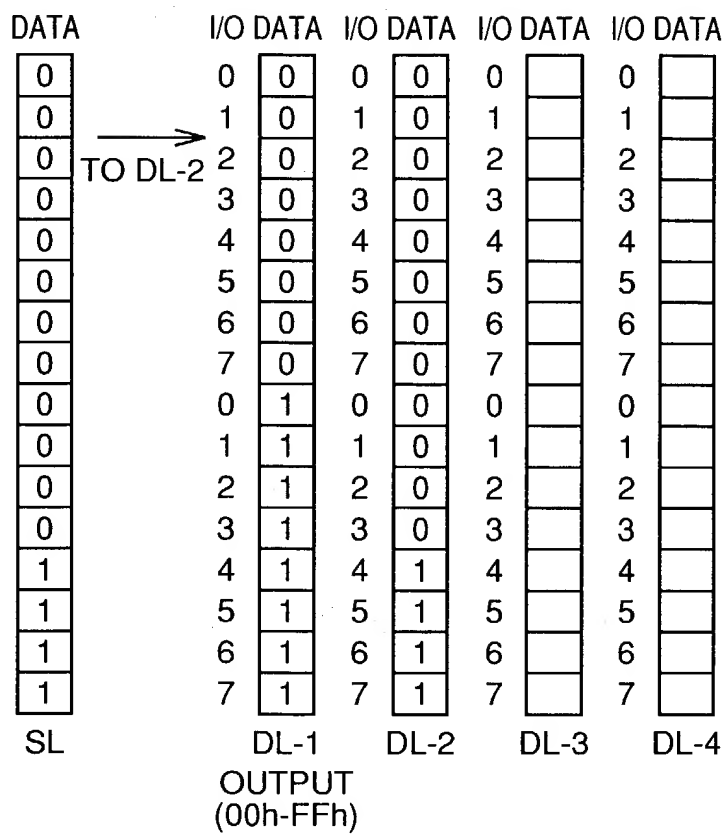 DATA I/O DATA I/O DATA I/O DATA I/O DATA
0 0 0 0 0 0 0
0 1 0 1 0 1 1
TO DL-2
0 2 0 2 0 2 2
0 3 0 3 0 3 3
0 4 0 4 0 4 4
0 5 0 5 0 5 5
0 6 0 6 0 6 6
0 7 0 7 0 7 7
0 0 1 0 0 0 0
0 1 1 1 0 1 1
0 2 1 2 0 2 2
0 3 1 3 0 3 3
1 4 1 4 1 4 4
1 5 1 5 1 5 5
1 6 1 6 1 6 6
1 7 1 7 1 7 7
SL DL-1 DL-2 DL-3 DL-4
OUTPUT
(00h-FFh)